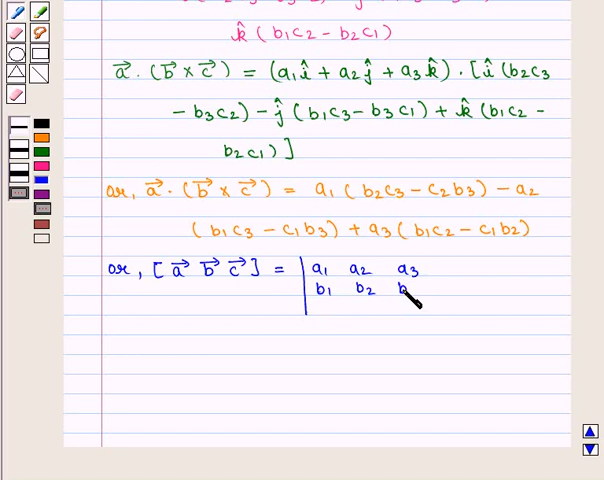 k̂ ( b₁c₂ − b₂c₁)
a⃗ . (b⃗ × c⃗ ) = (a₁î + a₂ĵ + a₃k̂ ) . [ î (b₂c₃
− b₃c₂) − ĵ ( b₁c₃ − b₃c₁) + k̂ (b₁c₂ −
b₂c₁) ]
or, a⃗ . (b⃗ × c⃗ ) = a₁ ( b₂c₃ − c₂b₃) − a₂
( b₁c₃ − c₁b₃) + a₃ ( b₁c₂ − c₁b₂)
or, [ a⃗ b⃗ c⃗ ] = | a₁ a₂ a₃
b₁ b₂ b